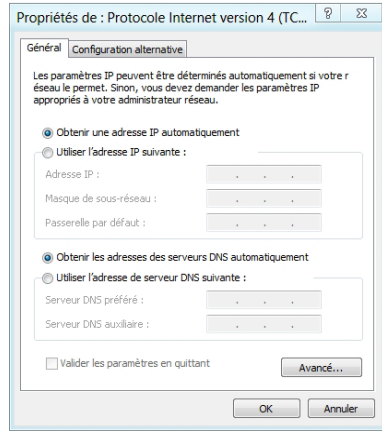 Propriétés de : Protocole Internet version 4 (TC...
Général
Configuration alternative
Les paramètres IP peuvent être déterminés automatiquement si votre r
éseau le permet. Sinon, vous devez demander les paramètres IP
appropriés à votre administrateur réseau.
Obtenir une adresse IP automatiquement
Utiliser l'adresse IP suivante :
Adresse IP :
Masque de sous-réseau :
Passerelle par défaut :
Obtenir les adresses des serveurs DNS automatiquement
Utiliser l'adresse de serveur DNS suivante :
Serveur DNS préféré :
Serveur DNS auxiliaire :
Valider les paramètres en quittant
Avancé...
OK
Annuler